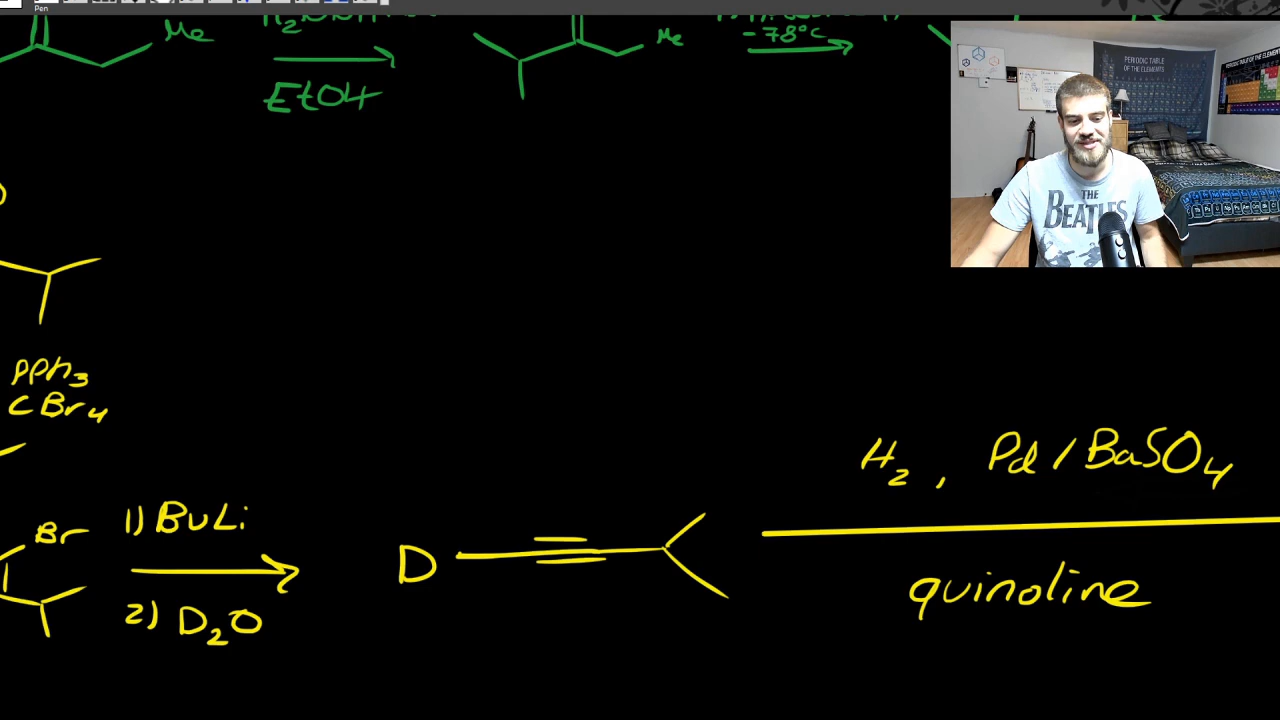 Pen
Me
EtOH
Me
-78°C
PERIODIC TABLE
OF THE ELEMENTS
THE
BEATLES
PPh3
CBr4
Br
1) BuLi
2) D2O
D
H2, Pd/BaSO4
quinoline